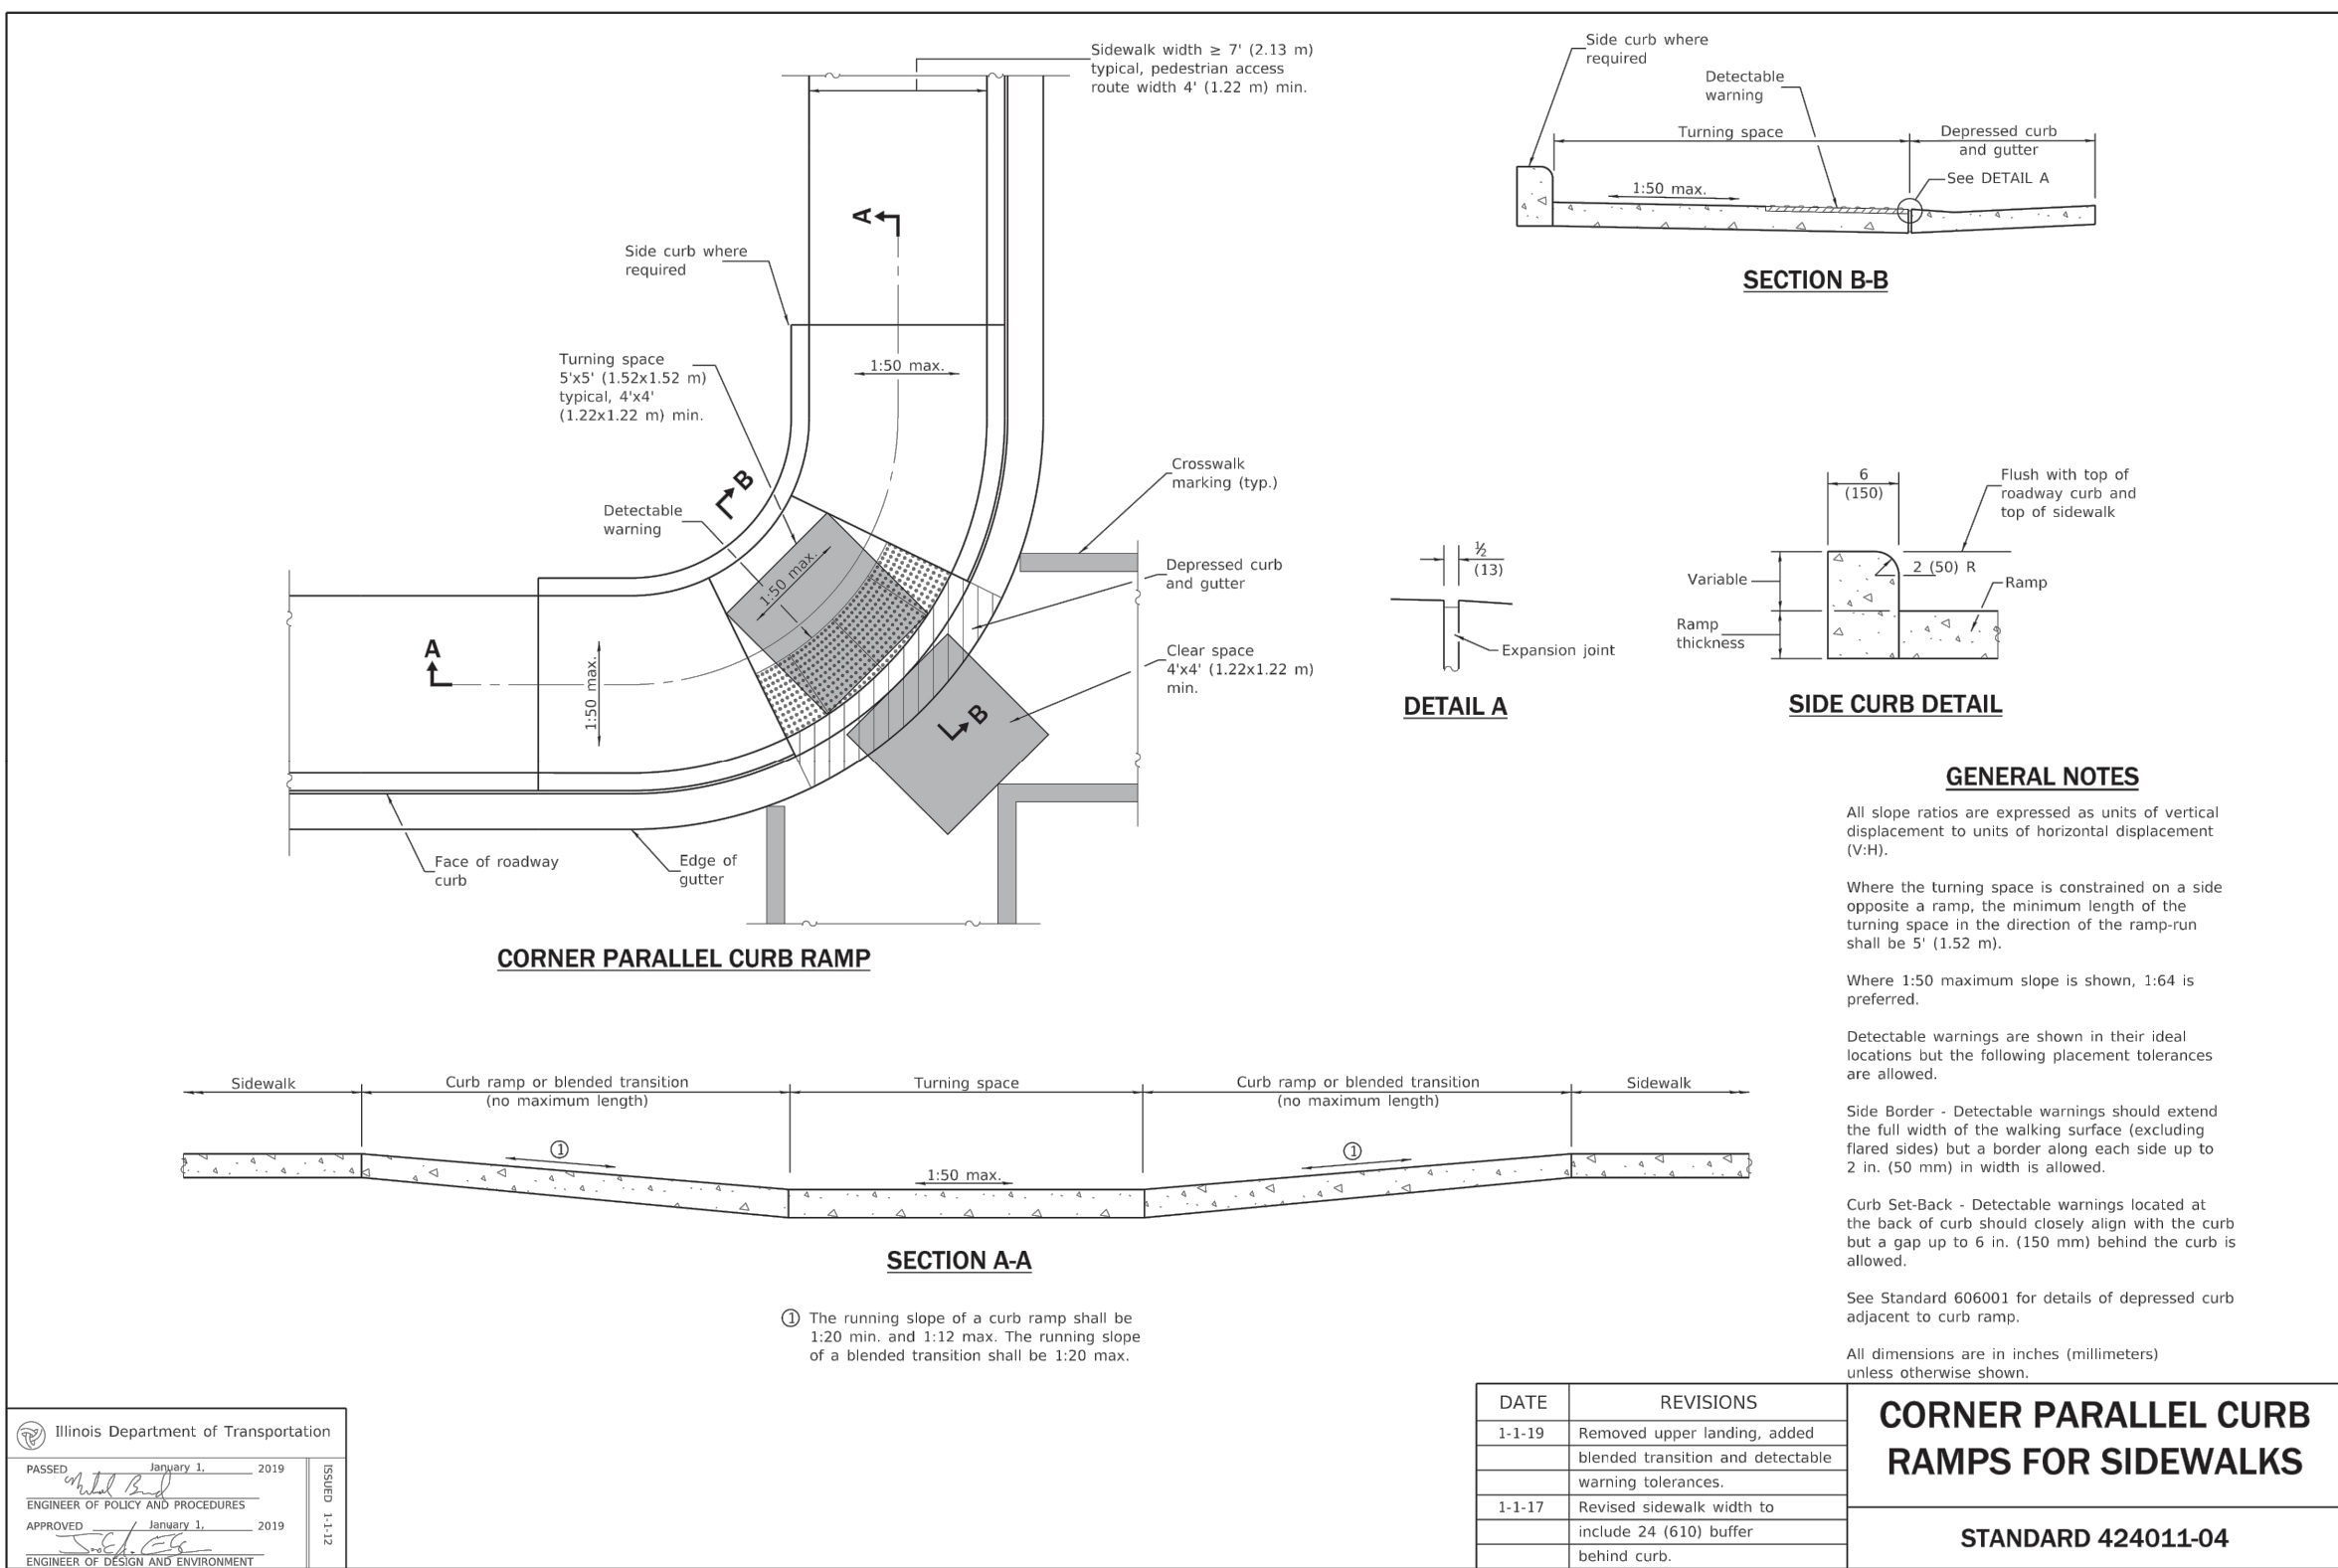 Sidewalk width ≥ 7' (2.13 m)
typical, pedestrian access
route width 4' (1.22 m) min.
A
Side curb where
required
Turning space
5'x5' (1.52x1.52 m)
typical, 4'x4'
(1.22x1.22 m) min.
1:50 max.
B
Detectable
warning
1:50 max.
Crosswalk
marking (typ.)
Depressed curb
and gutter
Clear space
4'x4' (1.22x1.22 m)
min.
A
1:50 max.
B
Face of roadway
curb
Edge of
gutter
CORNER PARALLEL CURB RAMP
Side curb where
required
Detectable
warning
Turning space
Depressed curb
and gutter
1:50 max.
See DETAIL A
SECTION B-B
½
(13)
Expansion joint
DETAIL A
6
(150)
Flush with top of
roadway curb and
top of sidewalk
Variable
2 (50) R
Ramp
Ramp
thickness
SIDE CURB DETAIL
GENERAL NOTES
All slope ratios are expressed as units of vertical
displacement to units of horizontal displacement
(V:H).
Where the turning space is constrained on a side
opposite a ramp, the minimum length of the
turning space in the direction of the ramp-run
shall be 5' (1.52 m).
Where 1:50 maximum slope is shown, 1:64 is
preferred.
Detectable warnings are shown in their ideal
locations but the following placement tolerances
are allowed.
Side Border - Detectable warnings should extend
the full width of the walking surface (excluding
flared sides) but a border along each side up to
2 in. (50 mm) in width is allowed.
Curb Set-Back - Detectable warnings located at
the back of curb should closely align with the curb
but a gap up to 6 in. (150 mm) behind the curb is
allowed.
See Standard 606001 for details of depressed curb
adjacent to curb ramp.
All dimensions are in inches (millimeters)
unless otherwise shown.
Sidewalk
Curb ramp or blended transition
(no maximum length)
Turning space
Curb ramp or blended transition
(no maximum length)
Sidewalk
①
1:50 max.
①
SECTION A-A
① The running slope of a curb ramp shall be
1:20 min. and 1:12 max. The running slope
of a blended transition shall be 1:20 max.
Illinois Department of Transportation
PASSED January 1, 2019
ENGINEER OF POLICY AND PROCEDURES
APPROVED January 1, 2019
ENGINEER OF DESIGN AND ENVIRONMENT
ISSUED 1-1-12
DATE REVISIONS
1-1-19 Removed upper landing, added
blended transition and detectable
warning tolerances.
1-1-17 Revised sidewalk width to
include 24 (610) buffer
behind curb.
CORNER PARALLEL CURB
RAMPS FOR SIDEWALKS
STANDARD 424011-04